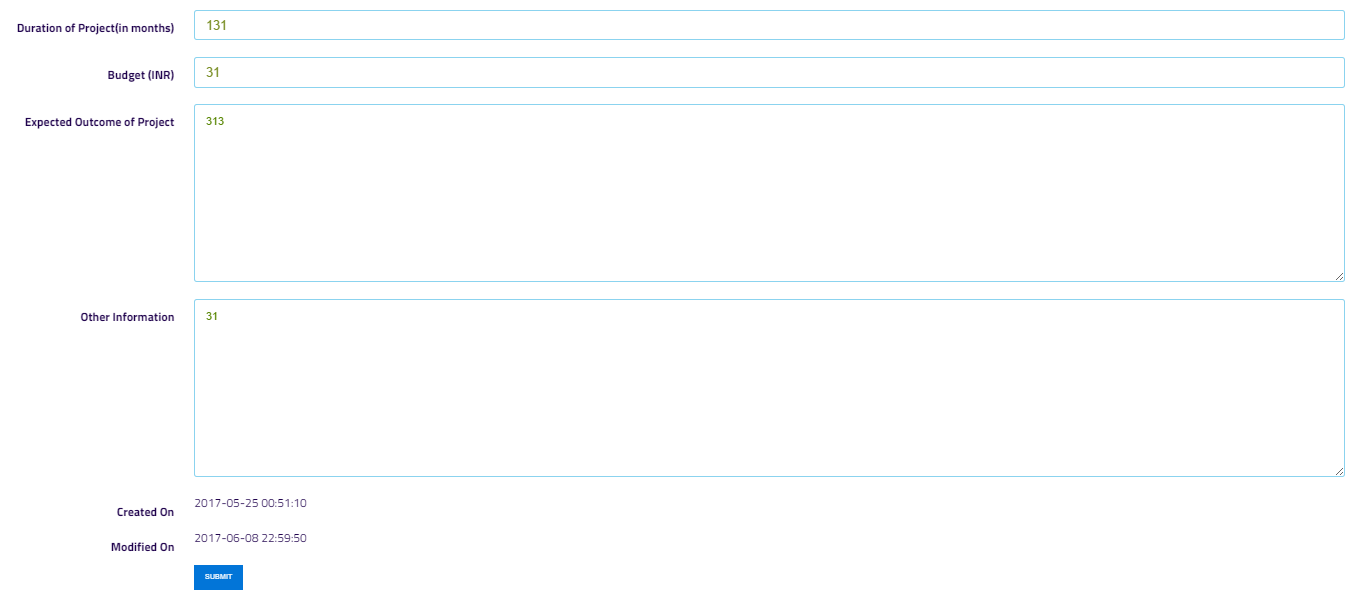 Duration of Project(in months) 131
Budget (INR) 31
Expected Outcome of Project 313
Other Information 31
Created On 2017-05-25 00:51:10
Modified On 2017-06-08 22:59:50
SUBMIT